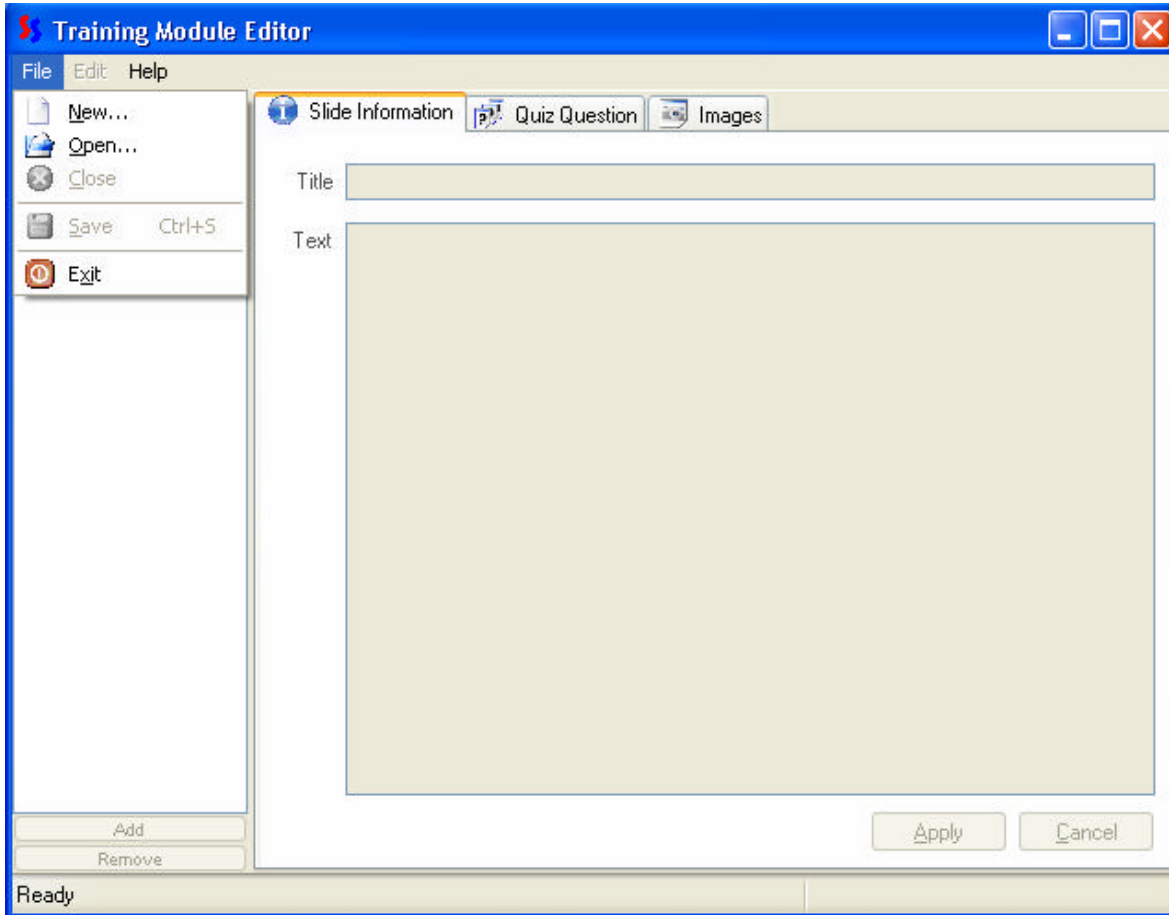 Training Module Editor
File Edit Help
New...
Open...
Close
Save Ctrl+S
Exit
Slide Information Quiz Question Images
Title
Text
Add
Remove
Apply Cancel
Ready